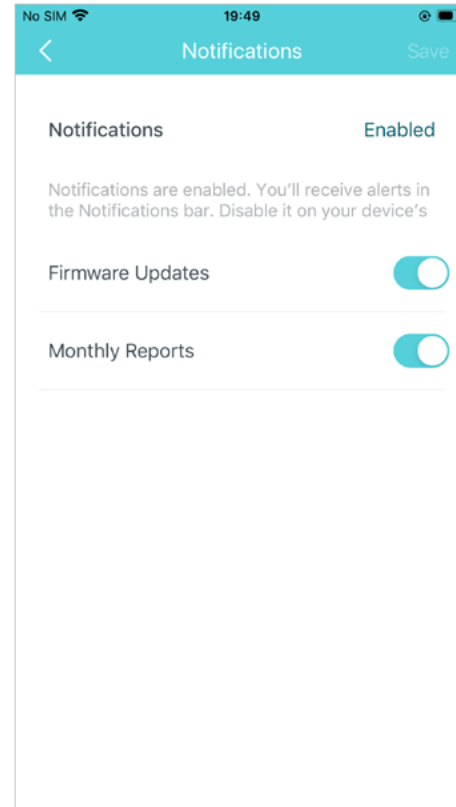 No SIM 19:49
Notifications Save
Notifications Enabled
Notifications are enabled. You'll receive alerts in
the Notifications bar. Disable it on your device's
Firmware Updates
Monthly Reports